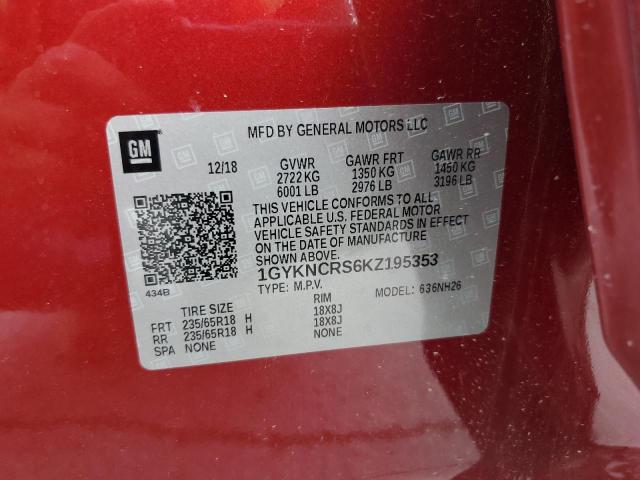 GM
MFD BY GENERAL MOTORS LLC
12/18 GVWR GAWR FRT GAWR RR
2722 KG 1350 KG 1450 KG
6001 LB 2976 LB 3196 LB
THIS VEHICLE CONFORMS TO ALL
APPLICABLE U.S. FEDERAL MOTOR
VEHICLE SAFETY STANDARDS IN EFFECT
ON THE DATE OF MANUFACTURE
SHOWN ABOVE.
1GYKNCRS6KZ195353
434B TYPE: M.P.V. MODEL: 636NH26
TIRE SIZE RIM
FRT 235/65R18 H 18X8J
RR 235/65R18 H 18X8J
SPA NONE NONE